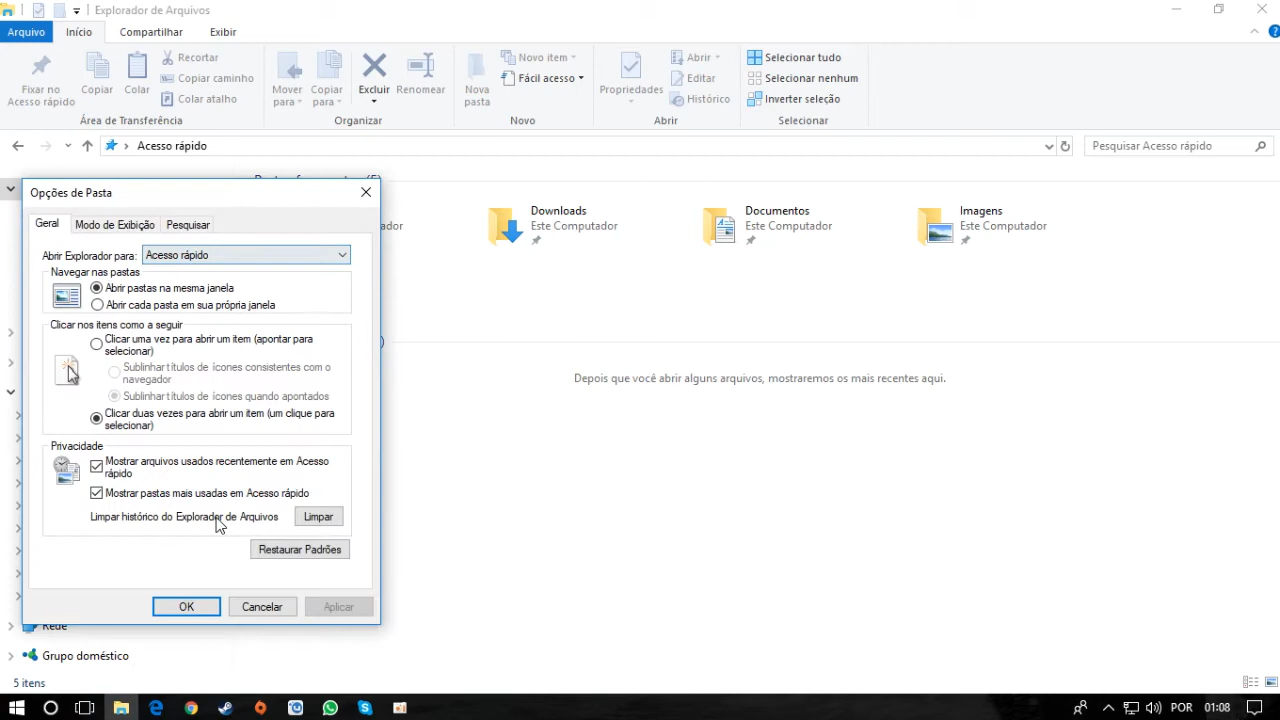 Explorador de Arquivos
Arquivo Início Compartilhar Exibir
Fixar no
Acesso rápido
Copiar
Colar
Recortar
Copiar caminho
Colar atalho
Área de Transferência
Mover
para
Copiar
para
Excluir
Renomear
Organizar
Nova
pasta
Novo item
Fácil acesso
Novo
Propriedades
Abrir
Editar
Histórico
Abrir
Selecionar tudo
Selecionar nenhum
Inverter seleção
Selecionar
Acesso rápido
Pesquisar Acesso rápido
Opções de Pasta
Geral Modo de Exibição Pesquisar
Abrir Explorador para: Acesso rápido
Navegar nas pastas
Abrir pastas na mesma janela
Abrir cada pasta em sua própria janela
Clicar nos itens como a seguir
Clicar uma vez para abrir um item (apontar para
selecionar)
Sublinhar títulos de ícones consistentes com o
navegador
Sublinhar títulos de ícones quando apontados
Clicar duas vezes para abrir um item (um clique para
selecionar)
Privacidade
Mostrar arquivos usados recentemente em Acesso
rápido
Mostrar pastas mais usadas em Acesso rápido
Limpar histórico do Explorador de Arquivos Limpar
Restaurar Padrões
OK Cancelar Aplicar
Downloads
Este Computador
Documentos
Este Computador
Imagens
Este Computador
Depois que você abrir alguns arquivos, mostraremos os mais recentes aqui.
Rede
Grupo doméstico
5 itens
POR 01:08